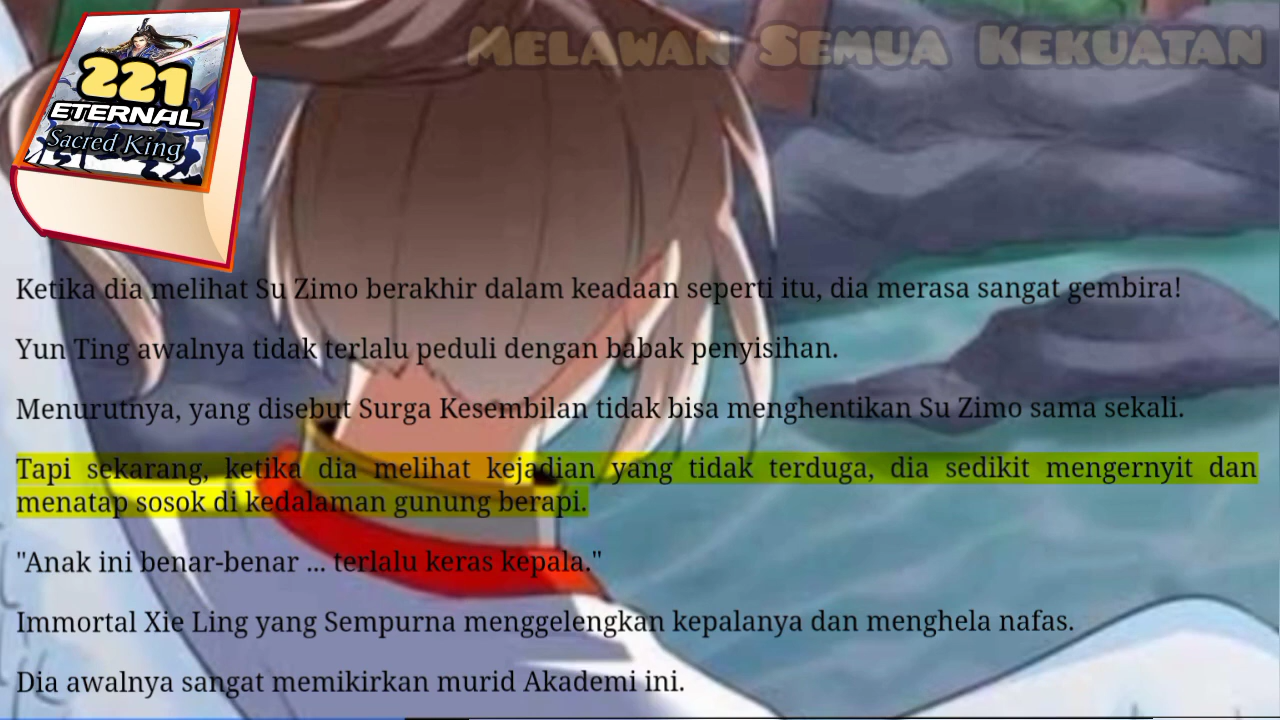 Melawan Semua Kekuatan
221
ETERNAL
Sacred King
Ketika dia melihat Su Zimo berakhir dalam keadaan seperti itu, dia merasa sangat gembira!
Yun Ting awalnya tidak terlalu peduli dengan babak penyisihan.
Menurutnya, yang disebut Surga Kesembilan tidak bisa menghentikan Su Zimo sama sekali.
Tapi sekarang, ketika dia melihat kejadian yang tidak terduga, dia sedikit mengernyit dan
menatap sosok di kedalaman gunung berapi.
"Anak ini benar-benar ... terlalu keras kepala."
Immortal Xie Ling yang Sempurna menggelengkan kepalanya dan menghela nafas.
Dia awalnya sangat memikirkan murid Akademi ini.